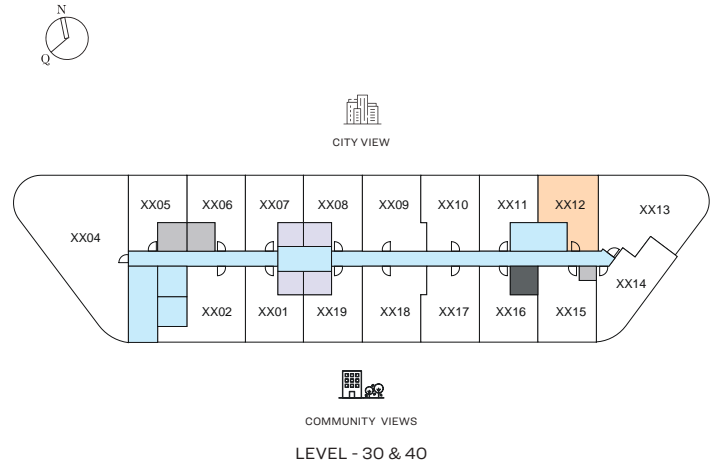 N
Q
CITY VIEW
XX05 XX06 XX07 XX08 XX09 XX10 XX11 XX12
XX13
XX04
XX14
XX02 XX01 XX19 XX18 XX17 XX16 XX15
COMMUNITY VIEWS
LEVEL - 30 & 40